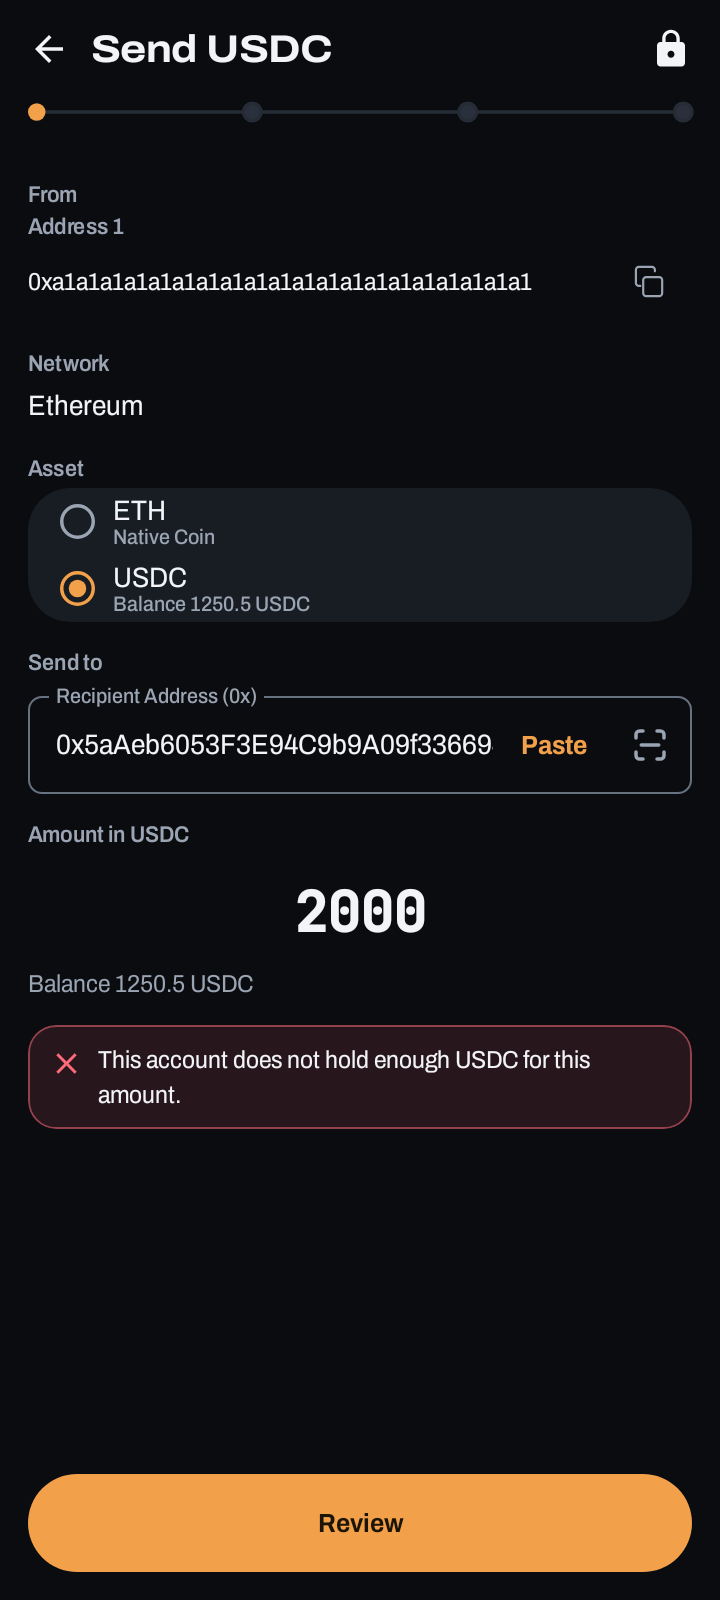 Send USDC
From
Address 1
0xa1a1a1a1a1a1a1a1a1a1a1a1a1a1a1a1a1a1a1a1
Network
Ethereum
Asset
ETH
Native Coin
USDC
Balance 1250.5 USDC
Send to
Recipient Address (0x)
0x5aAeb6053F3E94C9b9A09f33669
Paste
Amount in USDC
2000
Balance 1250.5 USDC
This account does not hold enough USDC for this
amount.
Review